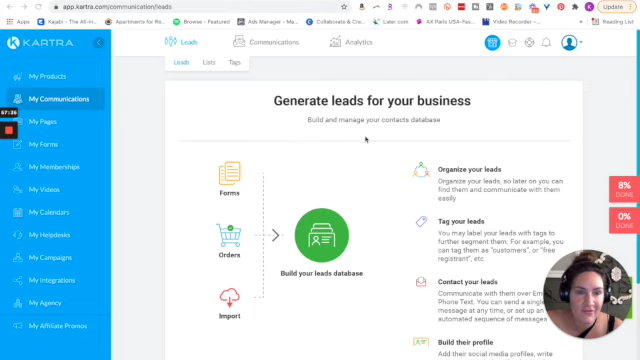 app.kartra.com/communication/leads
Update
Apps
Kajabi - The All-In...
Apartments for Re...
Browse - Featured
Ads Manager - Ma...
Collaborate & Crea...
Later.com
AX Paris USA-Fas...
Video Recorder -...
KARTRA
Leads
Communications
Analytics
Leads
Lists
Tags
My Products
My Communications
My Pages
My Forms
My Memberships
My Videos
My Calendars
My Helpdesks
My Campaigns
My Integrations
My Agency
My Affiliate Promos
Generate leads for your business
Build and manage your contacts database
Forms
Orders
Import
Build your leads database
Organize your leads
Organize your leads, so later on you can
find them and communicate with them
easily
Tag your leads
You may label your leads with tags to
further segment them. For example, you
can tag them as "customers", or "free
registrant", etc
Contact your leads
Communicate with them over Em
Phone Text. You can send a single
message at any time, or set up an
automated sequence of messages
Build their profile
Add their social media profiles, write
8%
DONE
0%
DONE